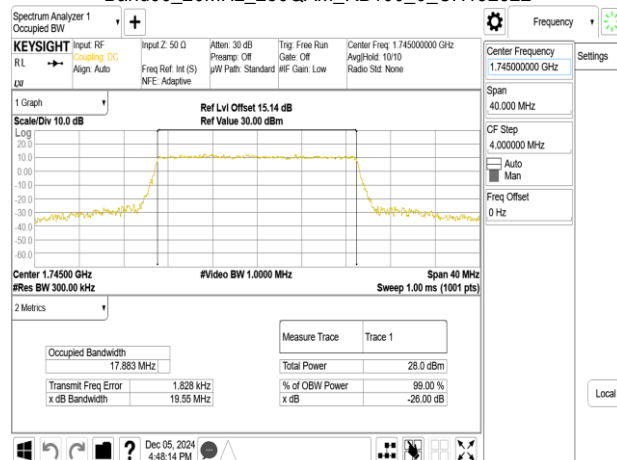 Spectrum Analyzer 1
Occupied BW
Frequency
Settings
KEYSIGHT
RL
Input: RF
Coupling: DC
Align: Auto
Input Z: 50 Ω
Freq Ref: Int (S)
NFE: Adaptive
Atten: 30 dB
Preamp: Off
µW Path: Standard
Trig: Free Run
Gate: Off
#IF Gain: Low
Center Freq: 1.745000000 GHz
Avg|Hold: 10/10
Radio Std: None
Center Frequency
1.745000000 GHz
Span
40.000 MHz
CF Step
4.000000 MHz
Auto
Man
Freq Offset
0 Hz
Local
1 Graph
Scale/Div 10.0 dB
Ref Lvl Offset 15.14 dB
Ref Value 30.00 dBm
Log
20.0
10.0
0.00
-10.0
-20.0
-30.0
-40.0
-50.0
-60.0
Center 1.74500 GHz
#Video BW 1.0000 MHz
Span 40 MHz
#Res BW 300.00 kHz
Sweep 1.00 ms (1001 pts)
2 Metrics
Measure Trace
Trace 1
Occupied Bandwidth
17.883 MHz
Total Power
28.0 dBm
Transmit Freq Error
1.828 kHz
% of OBW Power
99.00 %
x dB Bandwidth
19.55 MHz
x dB
-26.00 dB
?
Dec 05, 2024
4:48:14 PM